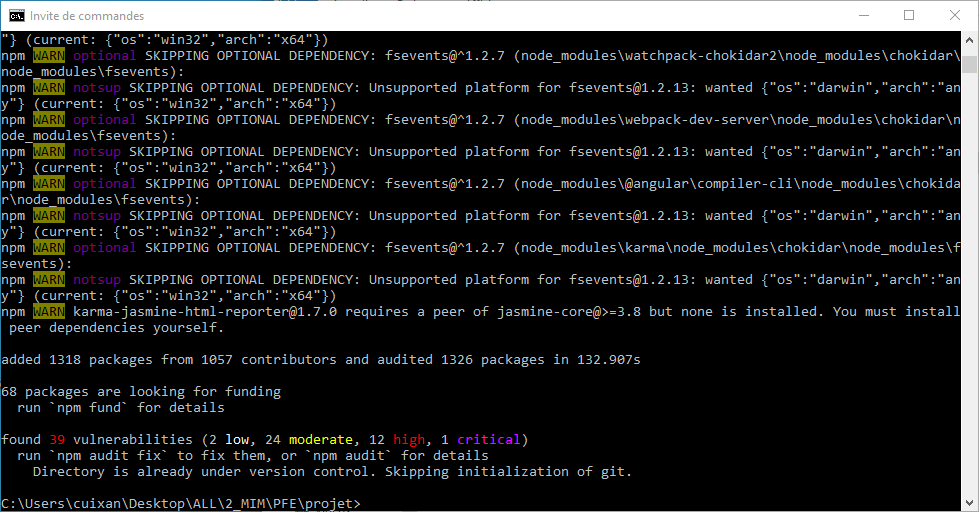 Invite de commandes
"} (current: {"os":"win32","arch":"x64"})
npm WARN optional SKIPPING OPTIONAL DEPENDENCY: fsevents@^1.2.7 (node_modules\watchpack-chokidar2\node_modules\chokidar\
node_modules\fsevents):
npm WARN notsup SKIPPING OPTIONAL DEPENDENCY: Unsupported platform for fsevents@1.2.13: wanted {"os":"darwin","arch":"an
y"} (current: {"os":"win32","arch":"x64"})
npm WARN optional SKIPPING OPTIONAL DEPENDENCY: fsevents@^1.2.7 (node_modules\webpack-dev-server\node_modules\chokidar\n
ode_modules\fsevents):
npm WARN notsup SKIPPING OPTIONAL DEPENDENCY: Unsupported platform for fsevents@1.2.13: wanted {"os":"darwin","arch":"an
y"} (current: {"os":"win32","arch":"x64"})
npm WARN optional SKIPPING OPTIONAL DEPENDENCY: fsevents@^1.2.7 (node_modules\@angular\compiler-cli\node_modules\chokida
r\node_modules\fsevents):
npm WARN notsup SKIPPING OPTIONAL DEPENDENCY: Unsupported platform for fsevents@1.2.13: wanted {"os":"darwin","arch":"an
y"} (current: {"os":"win32","arch":"x64"})
npm WARN optional SKIPPING OPTIONAL DEPENDENCY: fsevents@^1.2.7 (node_modules\karma\node_modules\chokidar\node_modules\f
sevents):
npm WARN notsup SKIPPING OPTIONAL DEPENDENCY: Unsupported platform for fsevents@1.2.13: wanted {"os":"darwin","arch":"an
y"} (current: {"os":"win32","arch":"x64"})
npm WARN karma-jasmine-html-reporter@1.7.0 requires a peer of jasmine-core@>=3.8 but none is installed. You must install
peer dependencies yourself.
added 1318 packages from 1057 contributors and audited 1326 packages in 132.907s
68 packages are looking for funding
run `npm fund` for details
found 39 vulnerabilities (2 low, 24 moderate, 12 high, 1 critical)
run `npm audit fix` to fix them, or `npm audit` for details
Directory is already under version control. Skipping initialization of git.
C:\Users\cuixan\Desktop\ALL\2_MIM\PFE\projet>